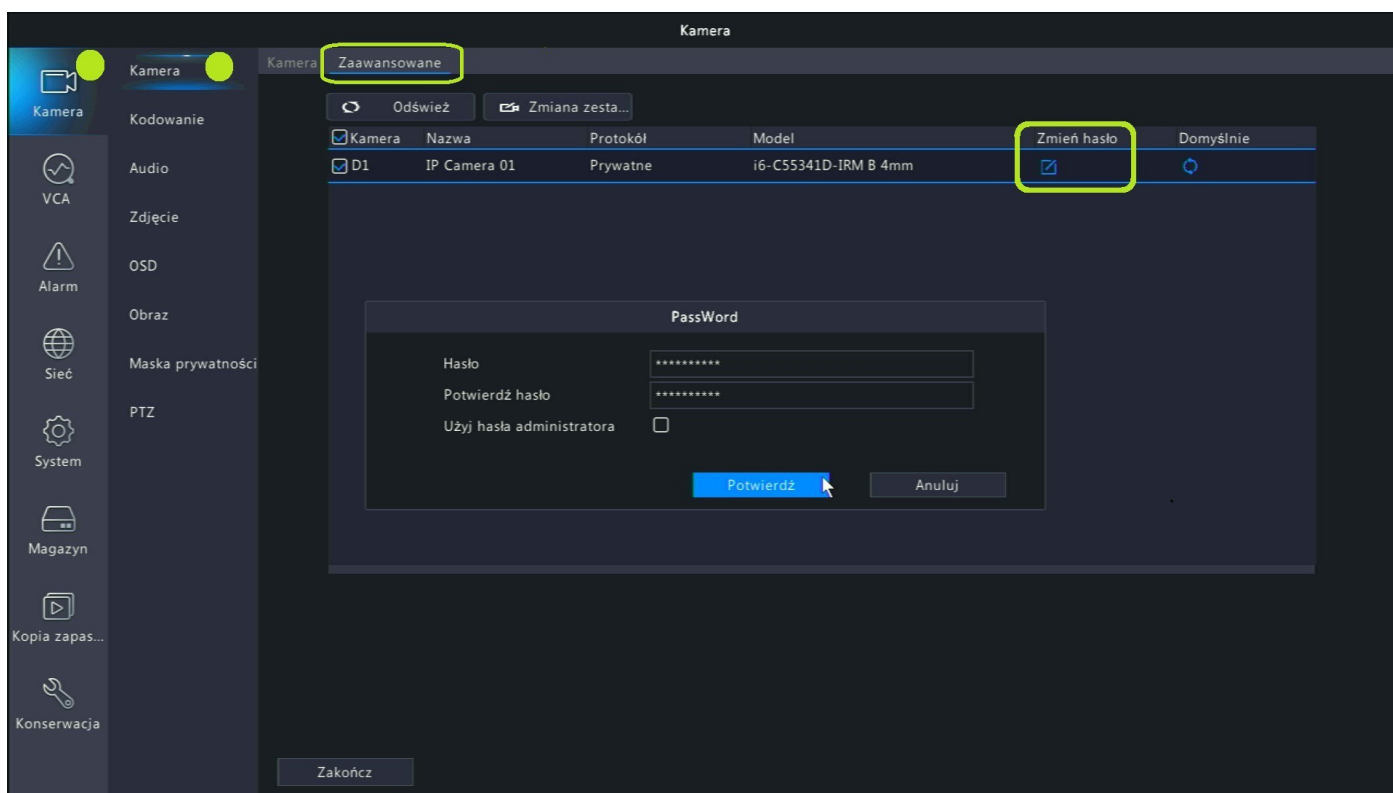 Kamera
Kamera
VCA
Alarm
Sieć
System
Magazyn
Kopia zapas...
Konserwacja
Kamera
Kodowanie
Audio
Zdjęcie
OSD
Obraz
Maska prywatności
PTZ
Kamera Zaawansowane
Odśwież Zmiana zesta...
Kamera Nazwa Protokół Model Zmień hasło Domyślnie
D1 IP Camera 01 Prywatne i6-C55341D-IRM B 4mm
PassWord
Hasło **********
Potwierdź hasło **********
Użyj hasła administratora
Potwierdź Anuluj
Zakończ